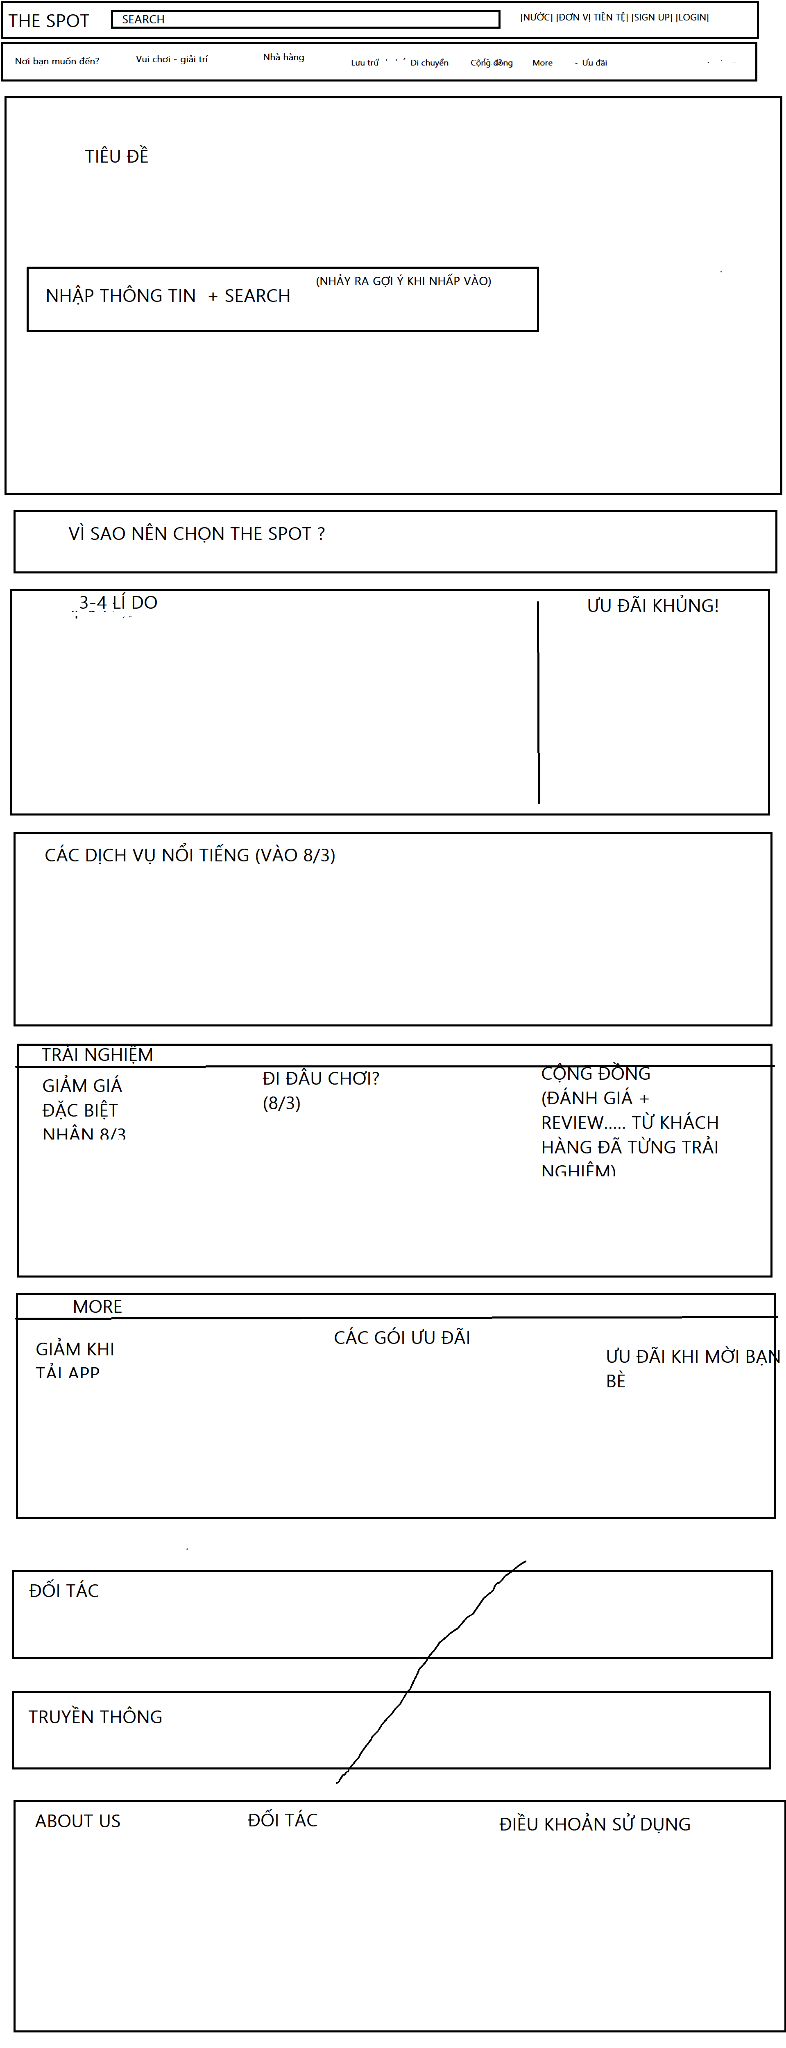 THE SPOT
SEARCH
|NƯỚC| |ĐƠN VỊ TIỀN TỆ| |SIGN UP| |LOGIN|
Nơi bạn muốn đến?
Vui chơi - giải trí
Nhà hàng
Lưu trú
Di chuyển
Cộng đồng
More
- Ưu đãi
TIÊU ĐỀ
NHẬP THÔNG TIN + SEARCH
(NHẢY RA GỢI Ý KHI NHẤP VÀO)
VÌ SAO NÊN CHỌN THE SPOT ?
3-4 LÍ DO
ƯU ĐÃI KHỦNG!
CÁC DỊCH VỤ NỔI TIẾNG (VÀO 8/3)
TRẢI NGHIỆM
GIẢM GIÁ
ĐẶC BIỆT
NHÂN 8/3
ĐI ĐÂU CHƠI?
(8/3)
CỘNG ĐỒNG
(ĐÁNH GIÁ +
REVIEW..... TỪ KHÁCH
HÀNG ĐÃ TỪNG TRẢI
NGHIỆM)
MORE
GIẢM KHI
TẢI APP
CÁC GÓI ƯU ĐÃI
ƯU ĐÃI KHI MỜI BẠN
BÈ
ĐỐI TÁC
TRUYỀN THÔNG
ABOUT US
ĐỐI TÁC
ĐIỀU KHOẢN SỬ DỤNG